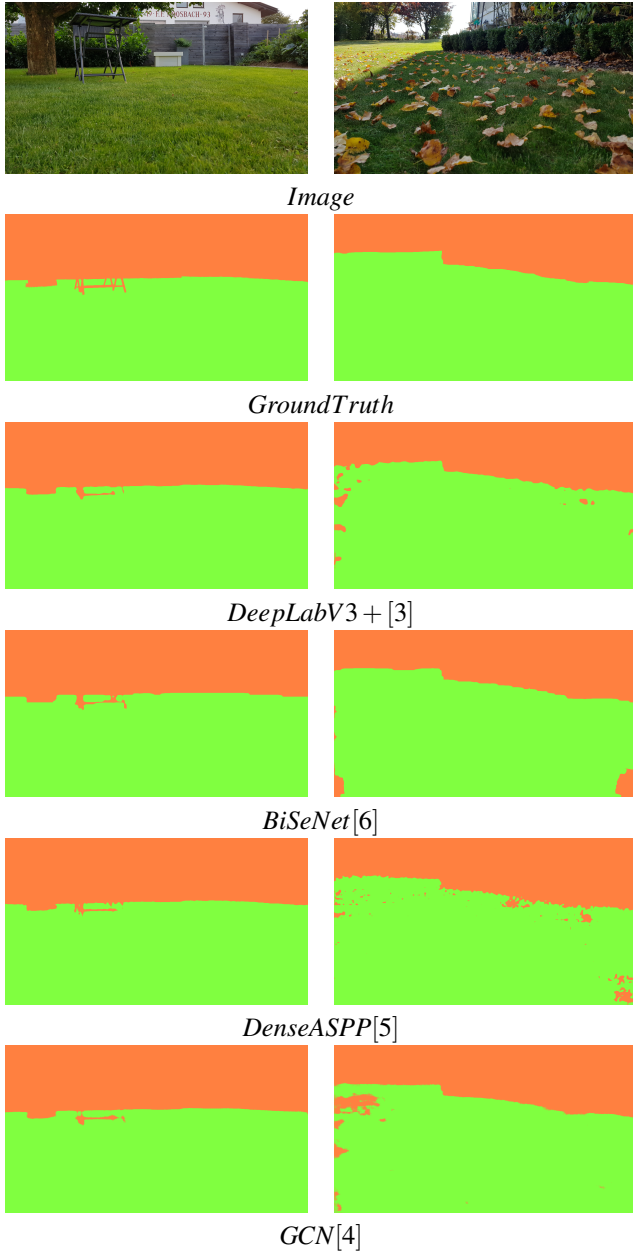 Image
GroundTruth
DeepLabV3+[3]
BiSeNet[6]
DenseASPP[5]
GCN[4]